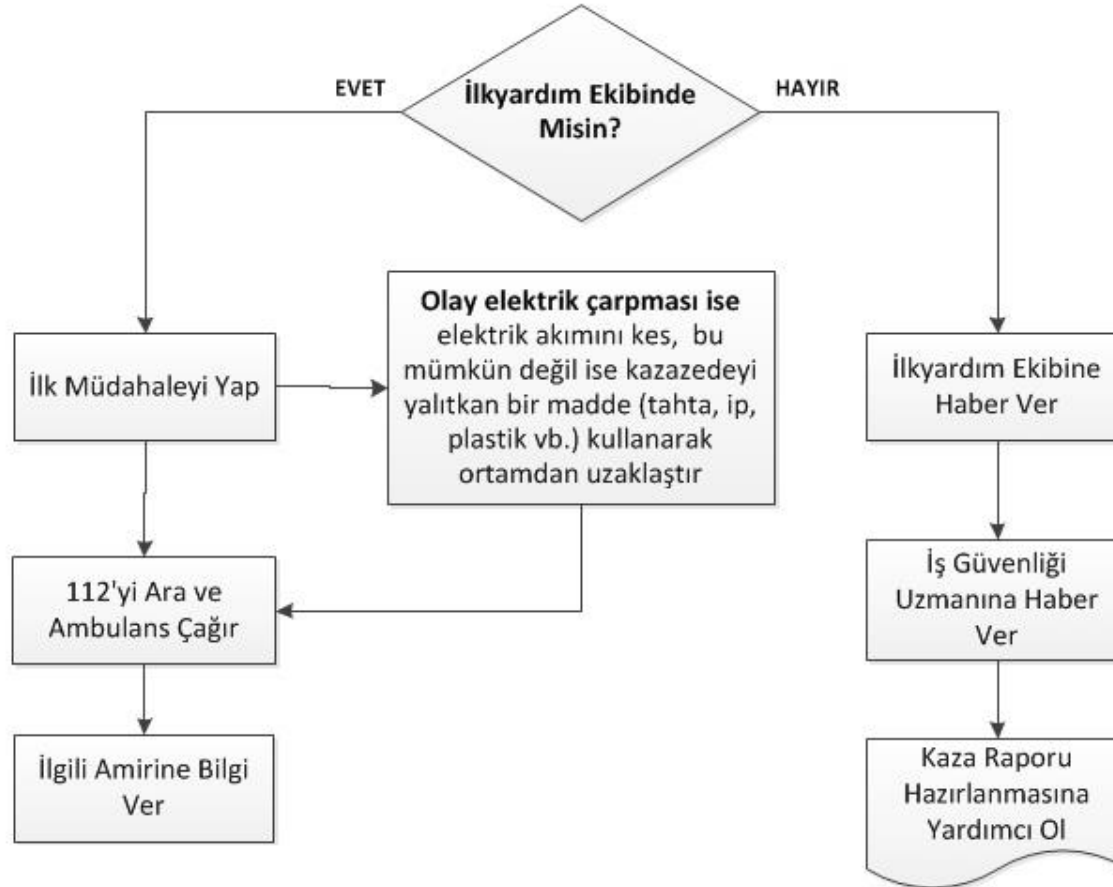 EVET
İlkyardım Ekibinde
Misin?
HAYIR
İlk Müdahaleyi Yap
Olay elektrik çarpması ise
elektrik akımını kes, bu
mümkün değil ise kazazedeyi
yalıtkan bir madde (tahta, ip,
plastik vb.) kullanarak
ortamdan uzaklaştır
İlkyardım Ekibine
Haber Ver
112'yi Ara ve
Ambulans Çağır
İş Güvenliği
Uzmanına Haber
Ver
İlgili Amirine Bilgi
Ver
Kaza Raporu
Hazırlanmasına
Yardımcı Ol